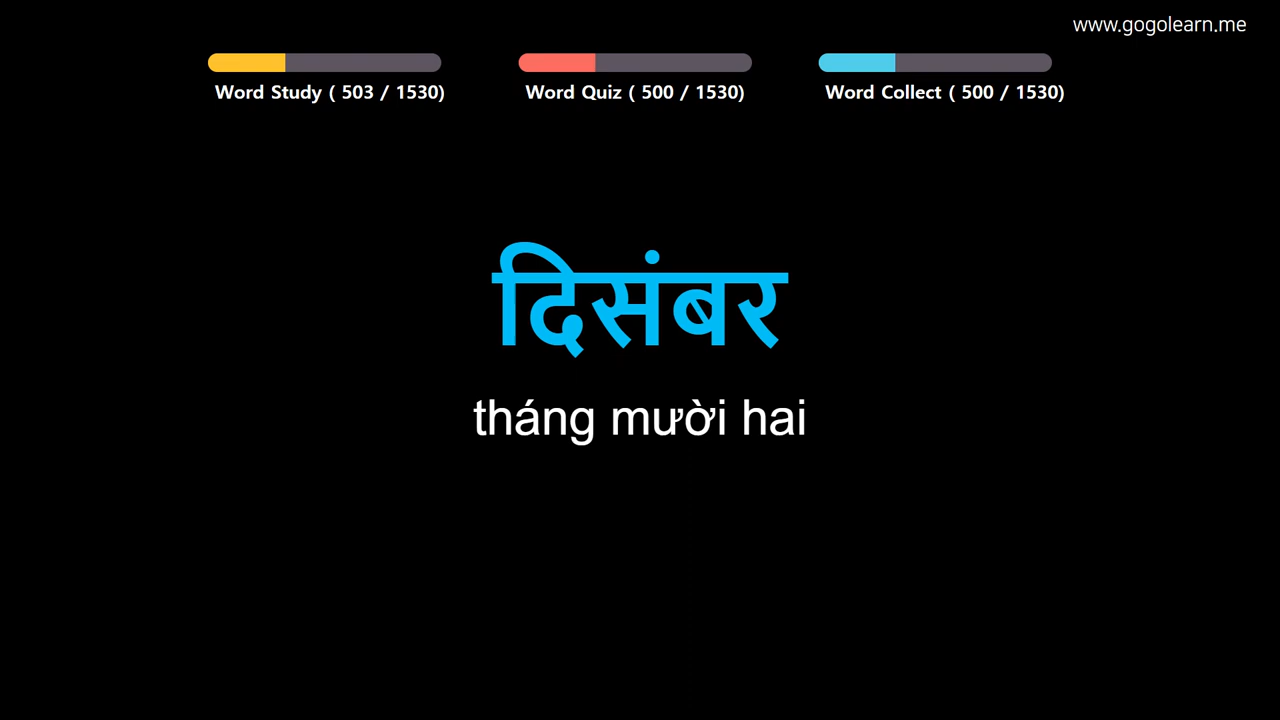 www.gogolearn.me
Word Study ( 503 / 1530)
Word Quiz ( 500 / 1530)
Word Collect ( 500 / 1530)
दिसंबर
tháng mười hai